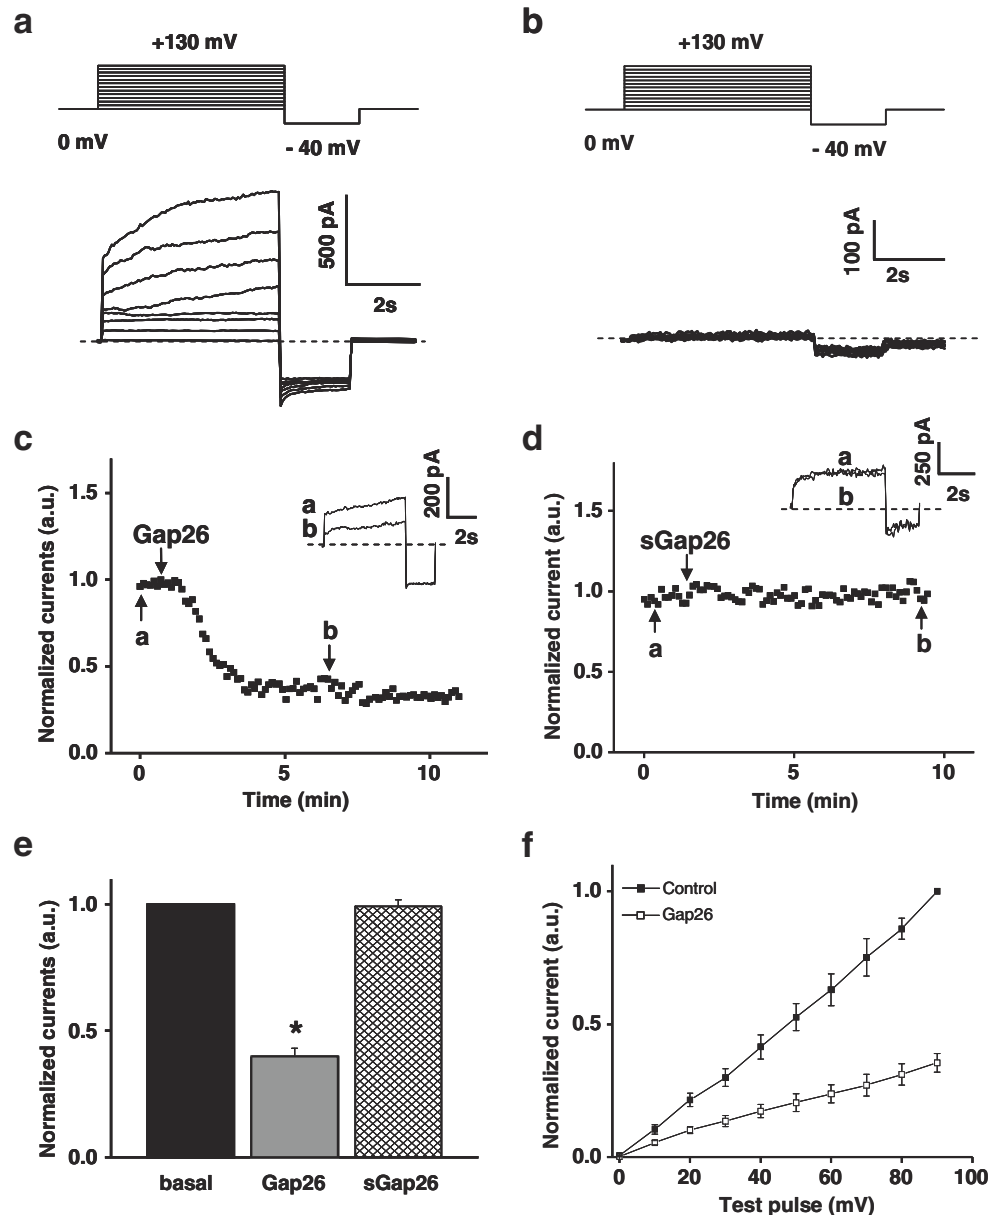 a
+130 mV
0 mV
- 40 mV
500 pA
2s
b
+130 mV
0 mV
- 40 mV
100 pA
2s
c
Normalized currents (a.u.)
1.5
1.0
0.5
0.0
Gap26
a
b
a
b
200 pA
2s
0
5
10
Time (min)
d
Normalized current (a.u.)
1.5
1.0
0.5
0.0
sGap26
a
b
a
b
250 pA
2s
0
5
10
Time (min)
e
Normalized currents (a.u.)
1.0
0.5
0.0
*
basal
Gap26
sGap26
f
Normalized current (a.u.)
1.0
0.5
0.0
Control
Gap26
0
20
40
60
80
100
Test pulse (mV)